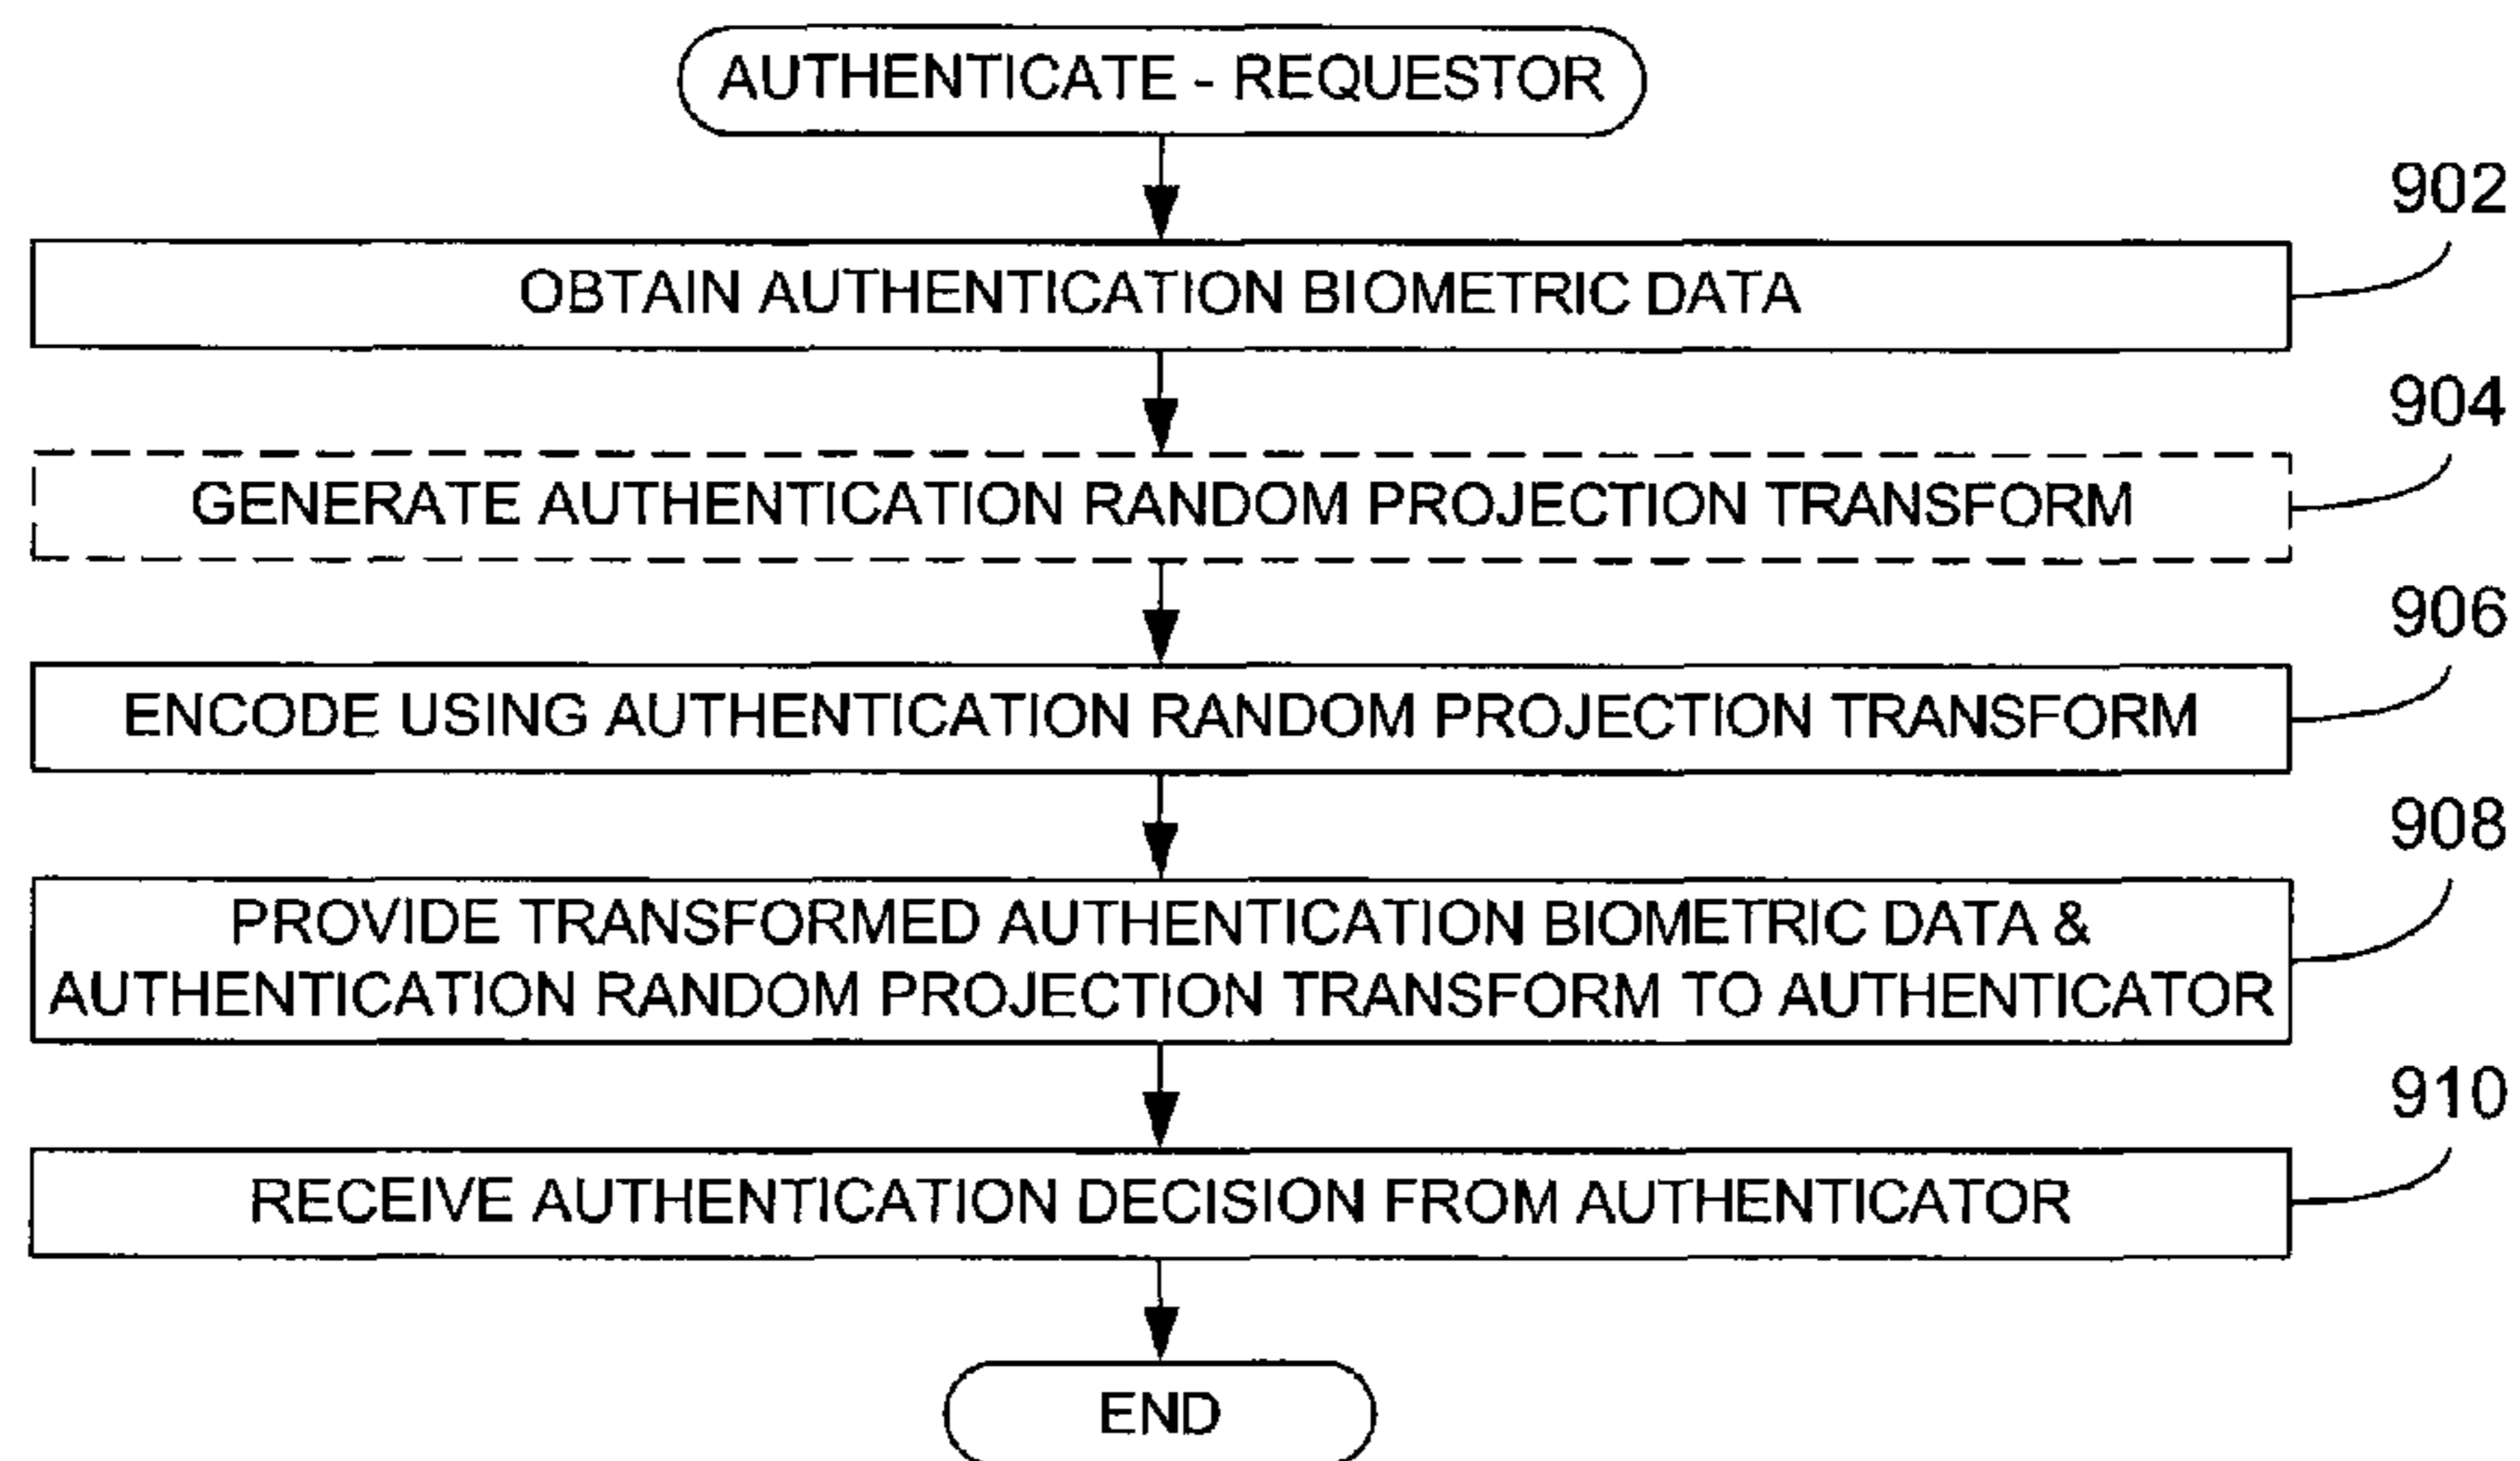 AUTHENTICATE - REQUESTOR
902
OBTAIN AUTHENTICATION BIOMETRIC DATA
904
GENERATE AUTHENTICATION RANDOM PROJECTION TRANSFORM
906
ENCODE USING AUTHENTICATION RANDOM PROJECTION TRANSFORM
908
PROVIDE TRANSFORMED AUTHENTICATION BIOMETRIC DATA &
AUTHENTICATION RANDOM PROJECTION TRANSFORM TO AUTHENTICATOR
910
RECEIVE AUTHENTICATION DECISION FROM AUTHENTICATOR
END